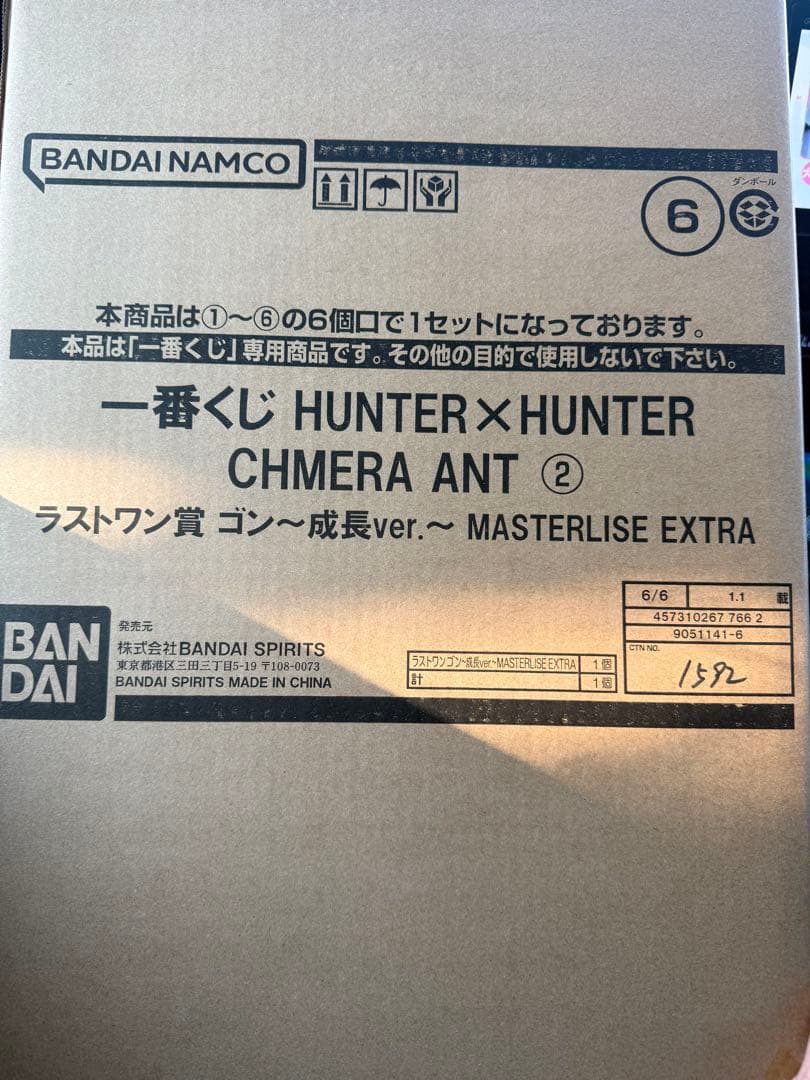 BANDAI NAMCO
ダンボール
6
本商品は①～⑥の6個口で1セットになっております。
本品は「一番くじ」専用商品です。その他の目的で使用しないで下さい。
一番くじ HUNTER×HUNTER
CHMERA ANT ②
ラストワン賞 ゴン～成長ver.～ MASTERLISE EXTRA
6/6 1.1 載
457310267 766 2
9051141-6
CTN NO.
1592
BAN
DAI
発売元
株式会社BANDAI SPIRITS
東京都港区三田三丁目5-19 〒108-0073
BANDAI SPIRITS MADE IN CHINA
ラストワン ゴン～成長ver.～MASTERLISE EXTRA 1個
計 1個